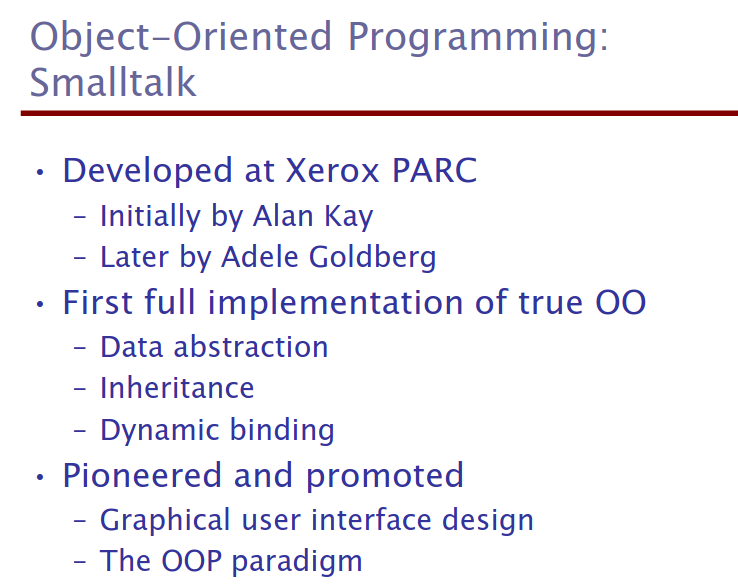 Object-Oriented Programming:
Smalltalk
• Developed at Xerox PARC
– Initially by Alan Kay
– Later by Adele Goldberg
• First full implementation of true OO
– Data abstraction
– Inheritance
– Dynamic binding
• Pioneered and promoted
– Graphical user interface design
– The OOP paradigm